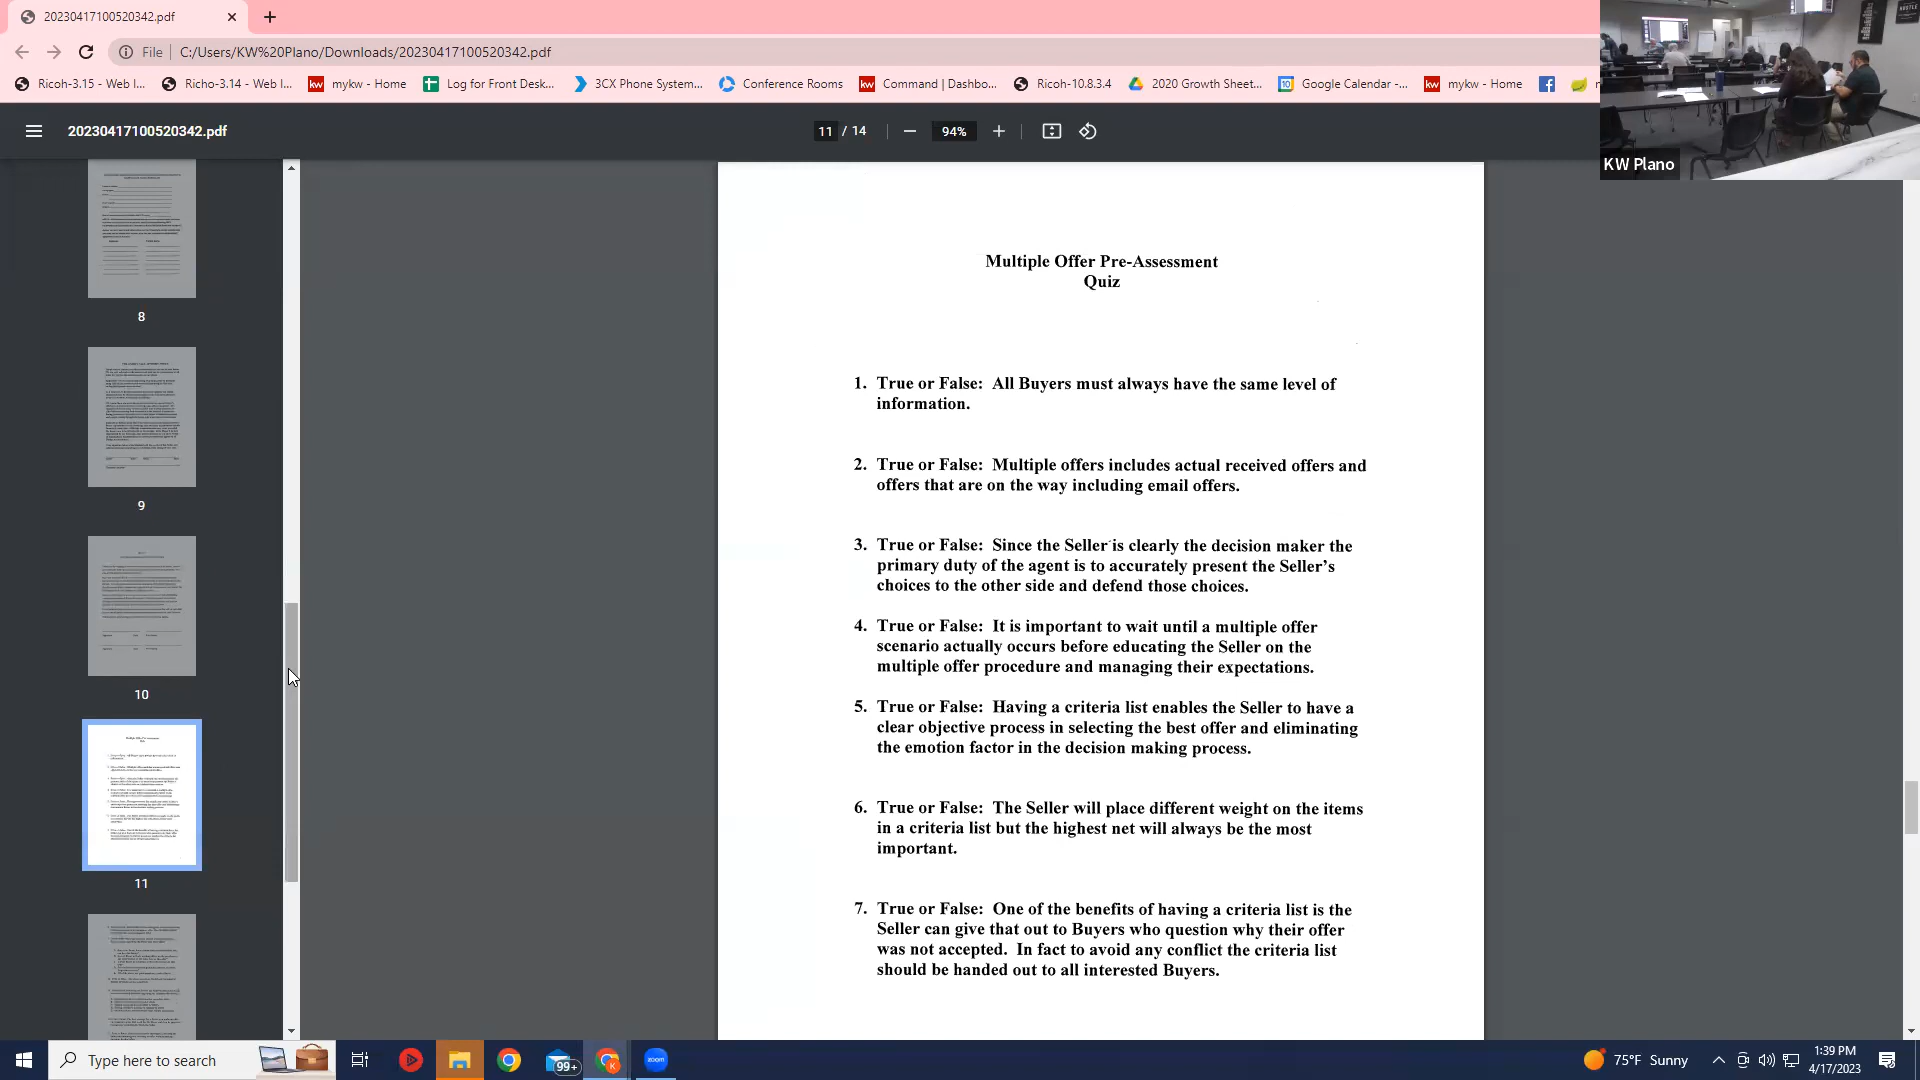 20230417100520342.pdf
File C:/Users/KW%20Plano/Downloads/20230417100520342.pdf
Ricoh-3.15 - Web I...
Richo-3.14 - Web I...
mykw - Home
Log for Front Desk...
3CX Phone System...
Conference Rooms
Command | Dashbo...
Ricoh-10.8.3.4
2020 Growth Sheet...
Google Calendar -...
mykw - Home
KW Plano
20230417100520342.pdf
11 / 14
94%
8
9
10
11
Multiple Offer Pre-Assessment
Quiz
1. True or False: All Buyers must always have the same level of
information.
2. True or False: Multiple offers includes actual received offers and
offers that are on the way including email offers.
3. True or False: Since the Seller is clearly the decision maker the
primary duty of the agent is to accurately present the Seller's
choices to the other side and defend those choices.
4. True or False: It is important to wait until a multiple offer
scenario actually occurs before educating the Seller on the
multiple offer procedure and managing their expectations.
5. True or False: Having a criteria list enables the Seller to have a
clear objective process in selecting the best offer and eliminating
the emotion factor in the decision making process.
6. True or False: The Seller will place different weight on the items
in a criteria list but the highest net will always be the most
important.
7. True or False: One of the benefits of having a criteria list is the
Seller can give that out to Buyers who question why their offer
was not accepted. In fact to avoid any conflict the criteria list
should be handed out to all interested Buyers.
Type here to search
99+
zoom
75°F Sunny
1:39 PM
4/17/2023